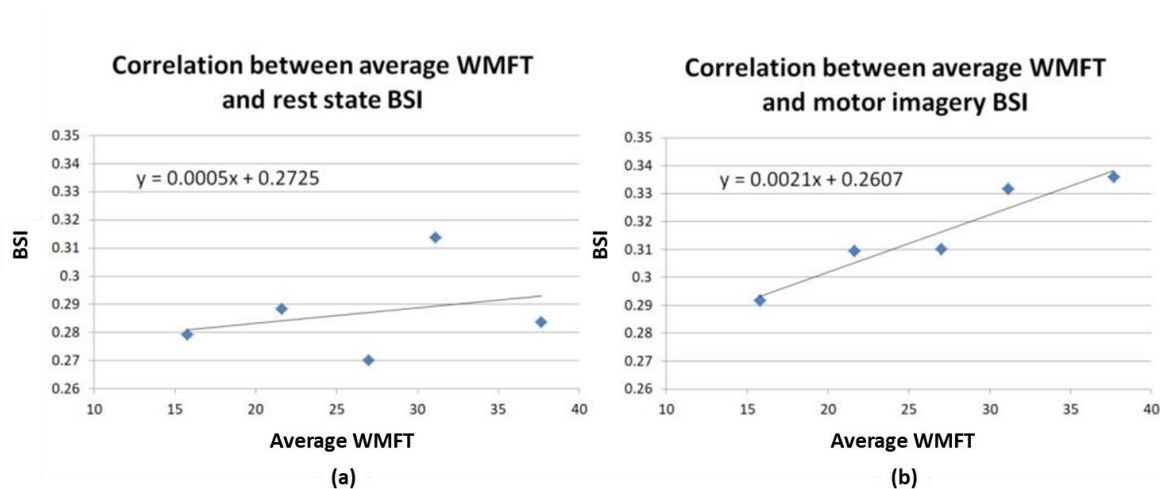 Correlation between average WMFT
and rest state BSI
0.35
0.34
0.33
0.32
0.31
0.3
0.29
0.28
0.27
0.26
y = 0.0005x + 0.2725
BSI
10 15 20 25 30 35 40
Average WMFT
(a)
Correlation between average WMFT
and motor imagery BSI
0.35
0.34
0.33
0.32
0.31
0.3
0.29
0.28
0.27
0.26
y = 0.0021x + 0.2607
BSI
10 15 20 25 30 35 40
Average WMFT
(b)